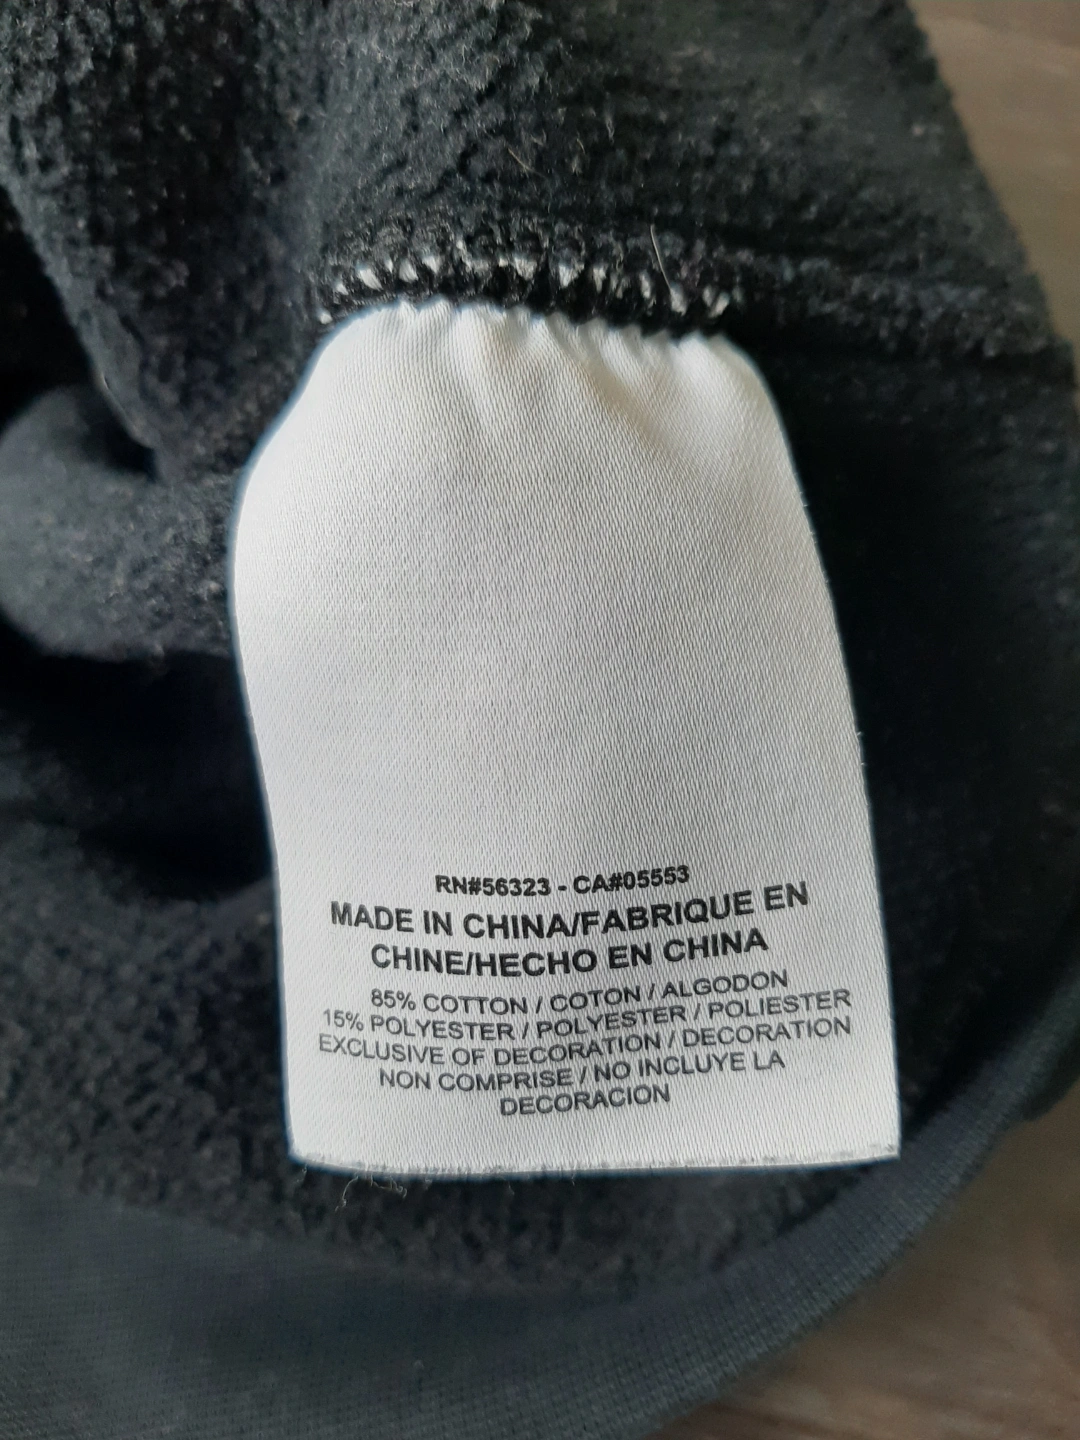 RN#56323 - CA#05553
MADE IN CHINA/FABRIQUE EN
CHINE/HECHO EN CHINA
85% COTTON / COTON / ALGODON
15% POLYESTER / POLYESTER / POLIESTER
EXCLUSIVE OF DECORATION / DECORATION
NON COMPRISE / NO INCLUYE LA
DECORACION